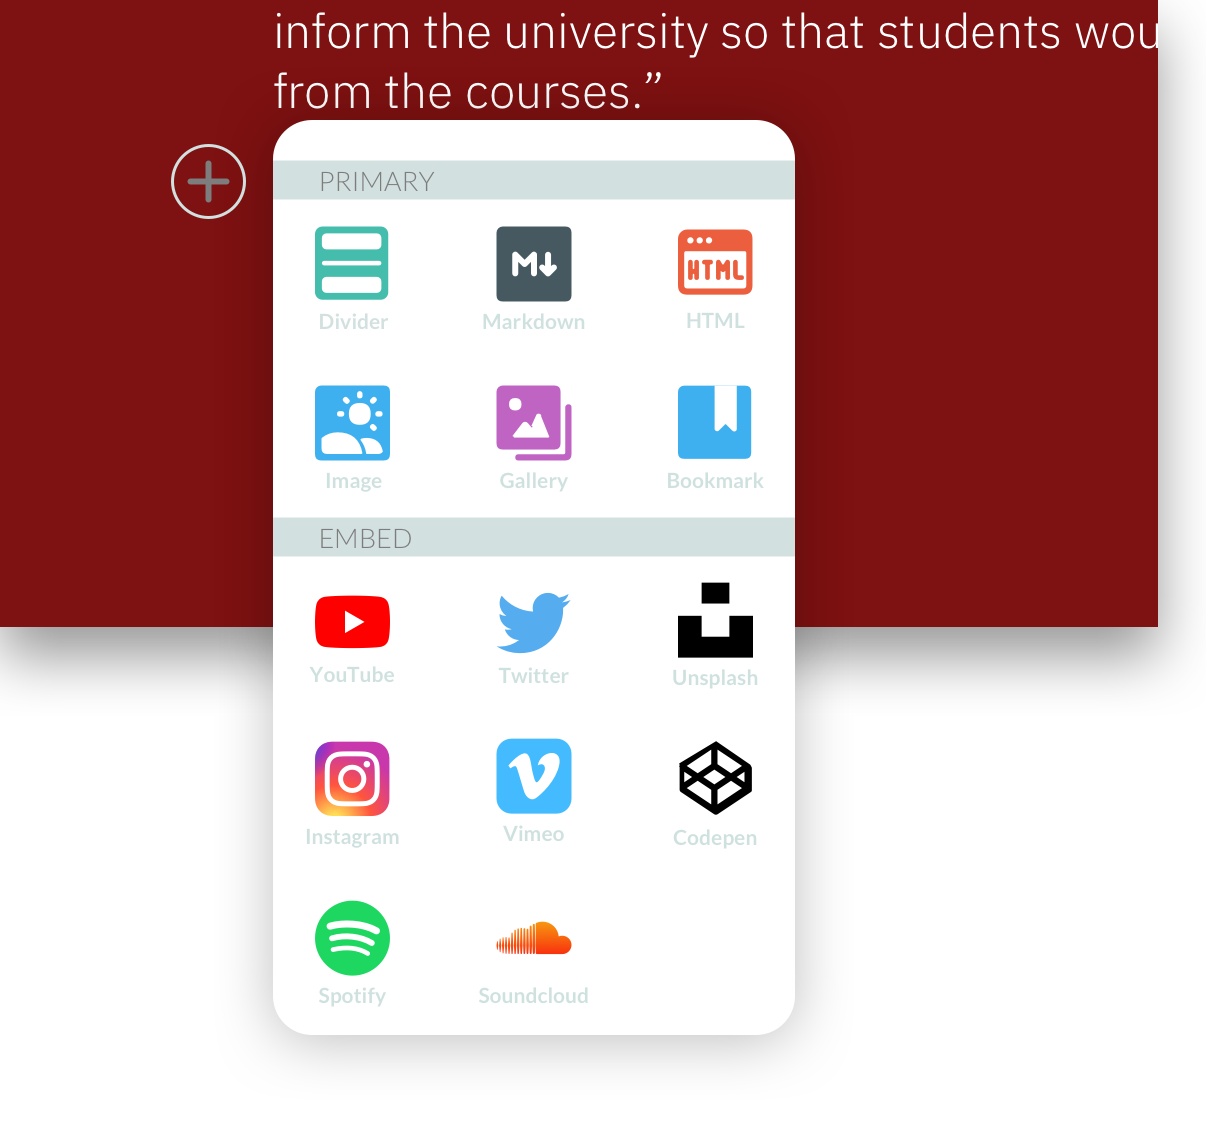 inform the university so that students wou
from the courses.”
PRIMARY
M
HTML
Divider
Markdown
HTML
Image
Gallery
Bookmark
EMBED
YouTube
Twitter
Unsplash
Instagram
Vimeo
Codepen
Spotify
Soundcloud